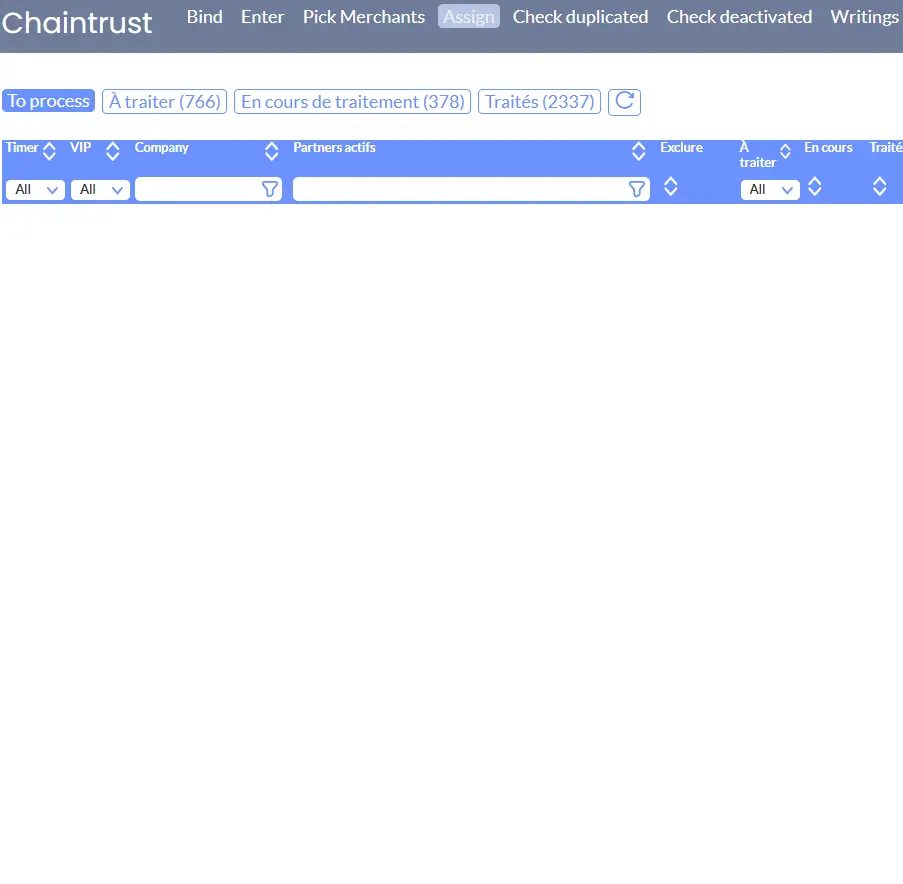 Chaintrust Bind Enter Pick Merchants Assign Check duplicated Check deactivated Writings
To process À traiter (766) En cours de traitement (378) Traités (2337)
Timer VIP Company Partners actifs Exclure À traiter En cours Traité
All All All